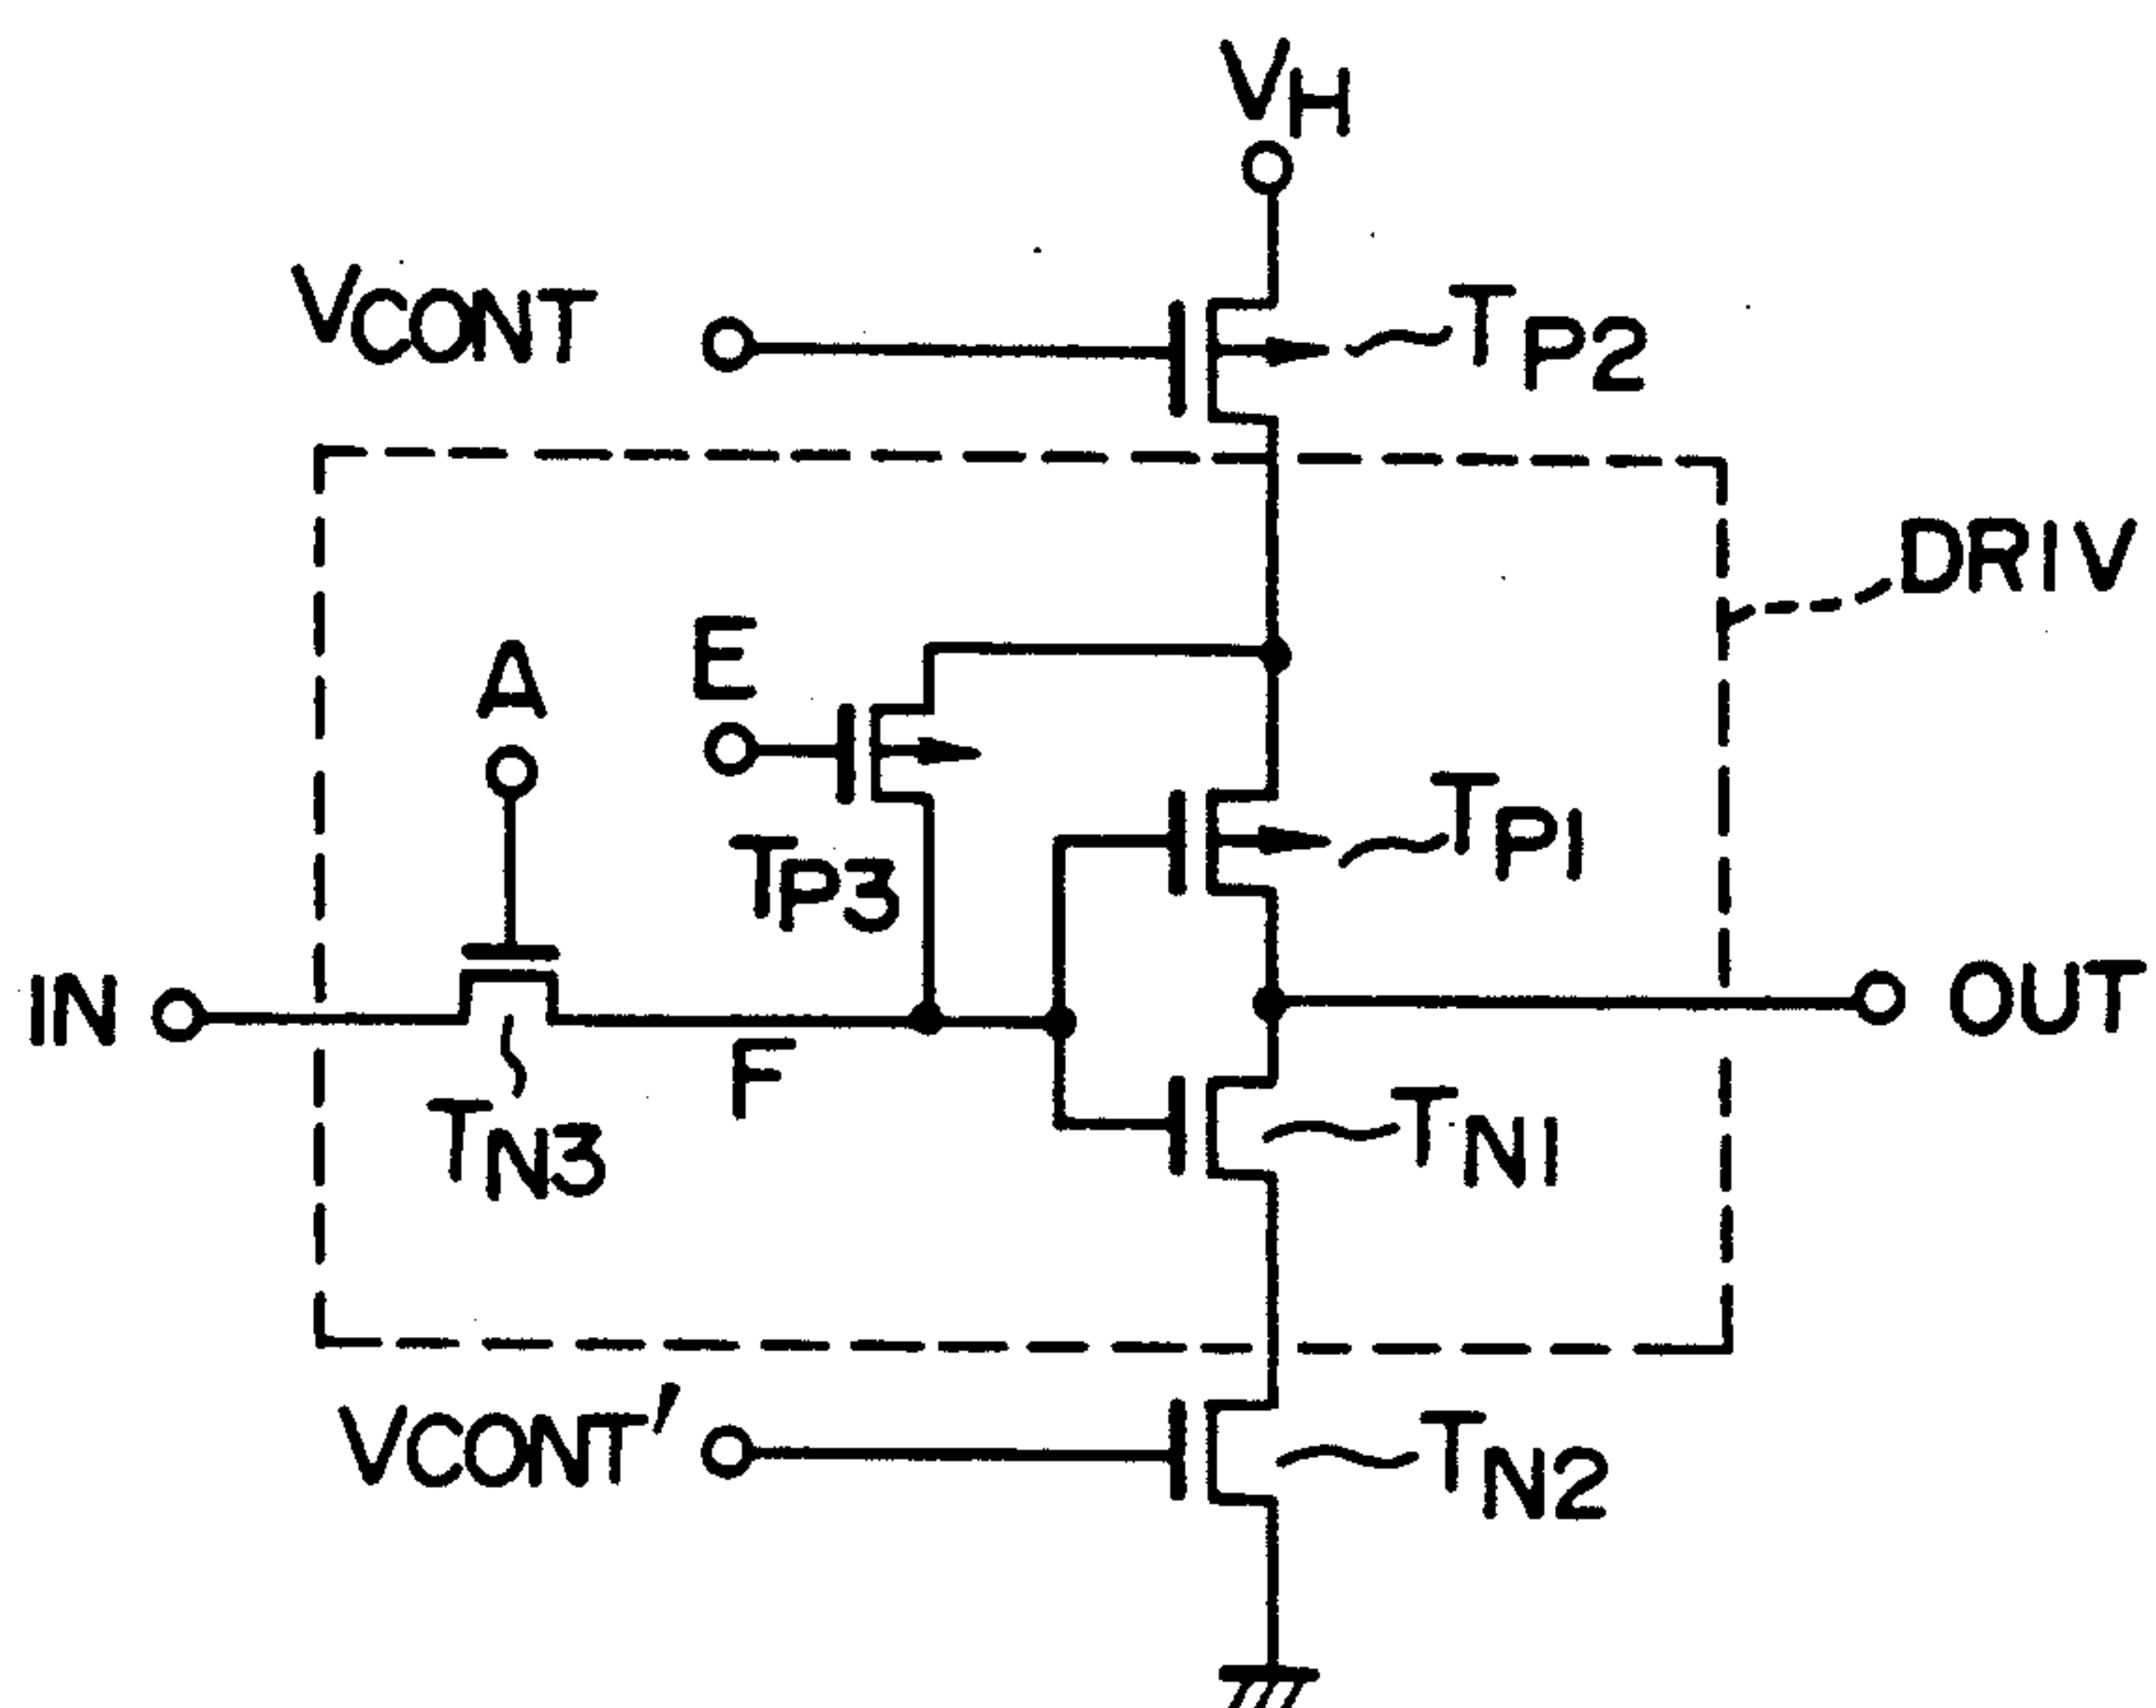 VH
VCONT
TP2
DRIV
E
A
TP1
TP3
IN
OUT
F
TN3
TN1
VCONT'
TN2